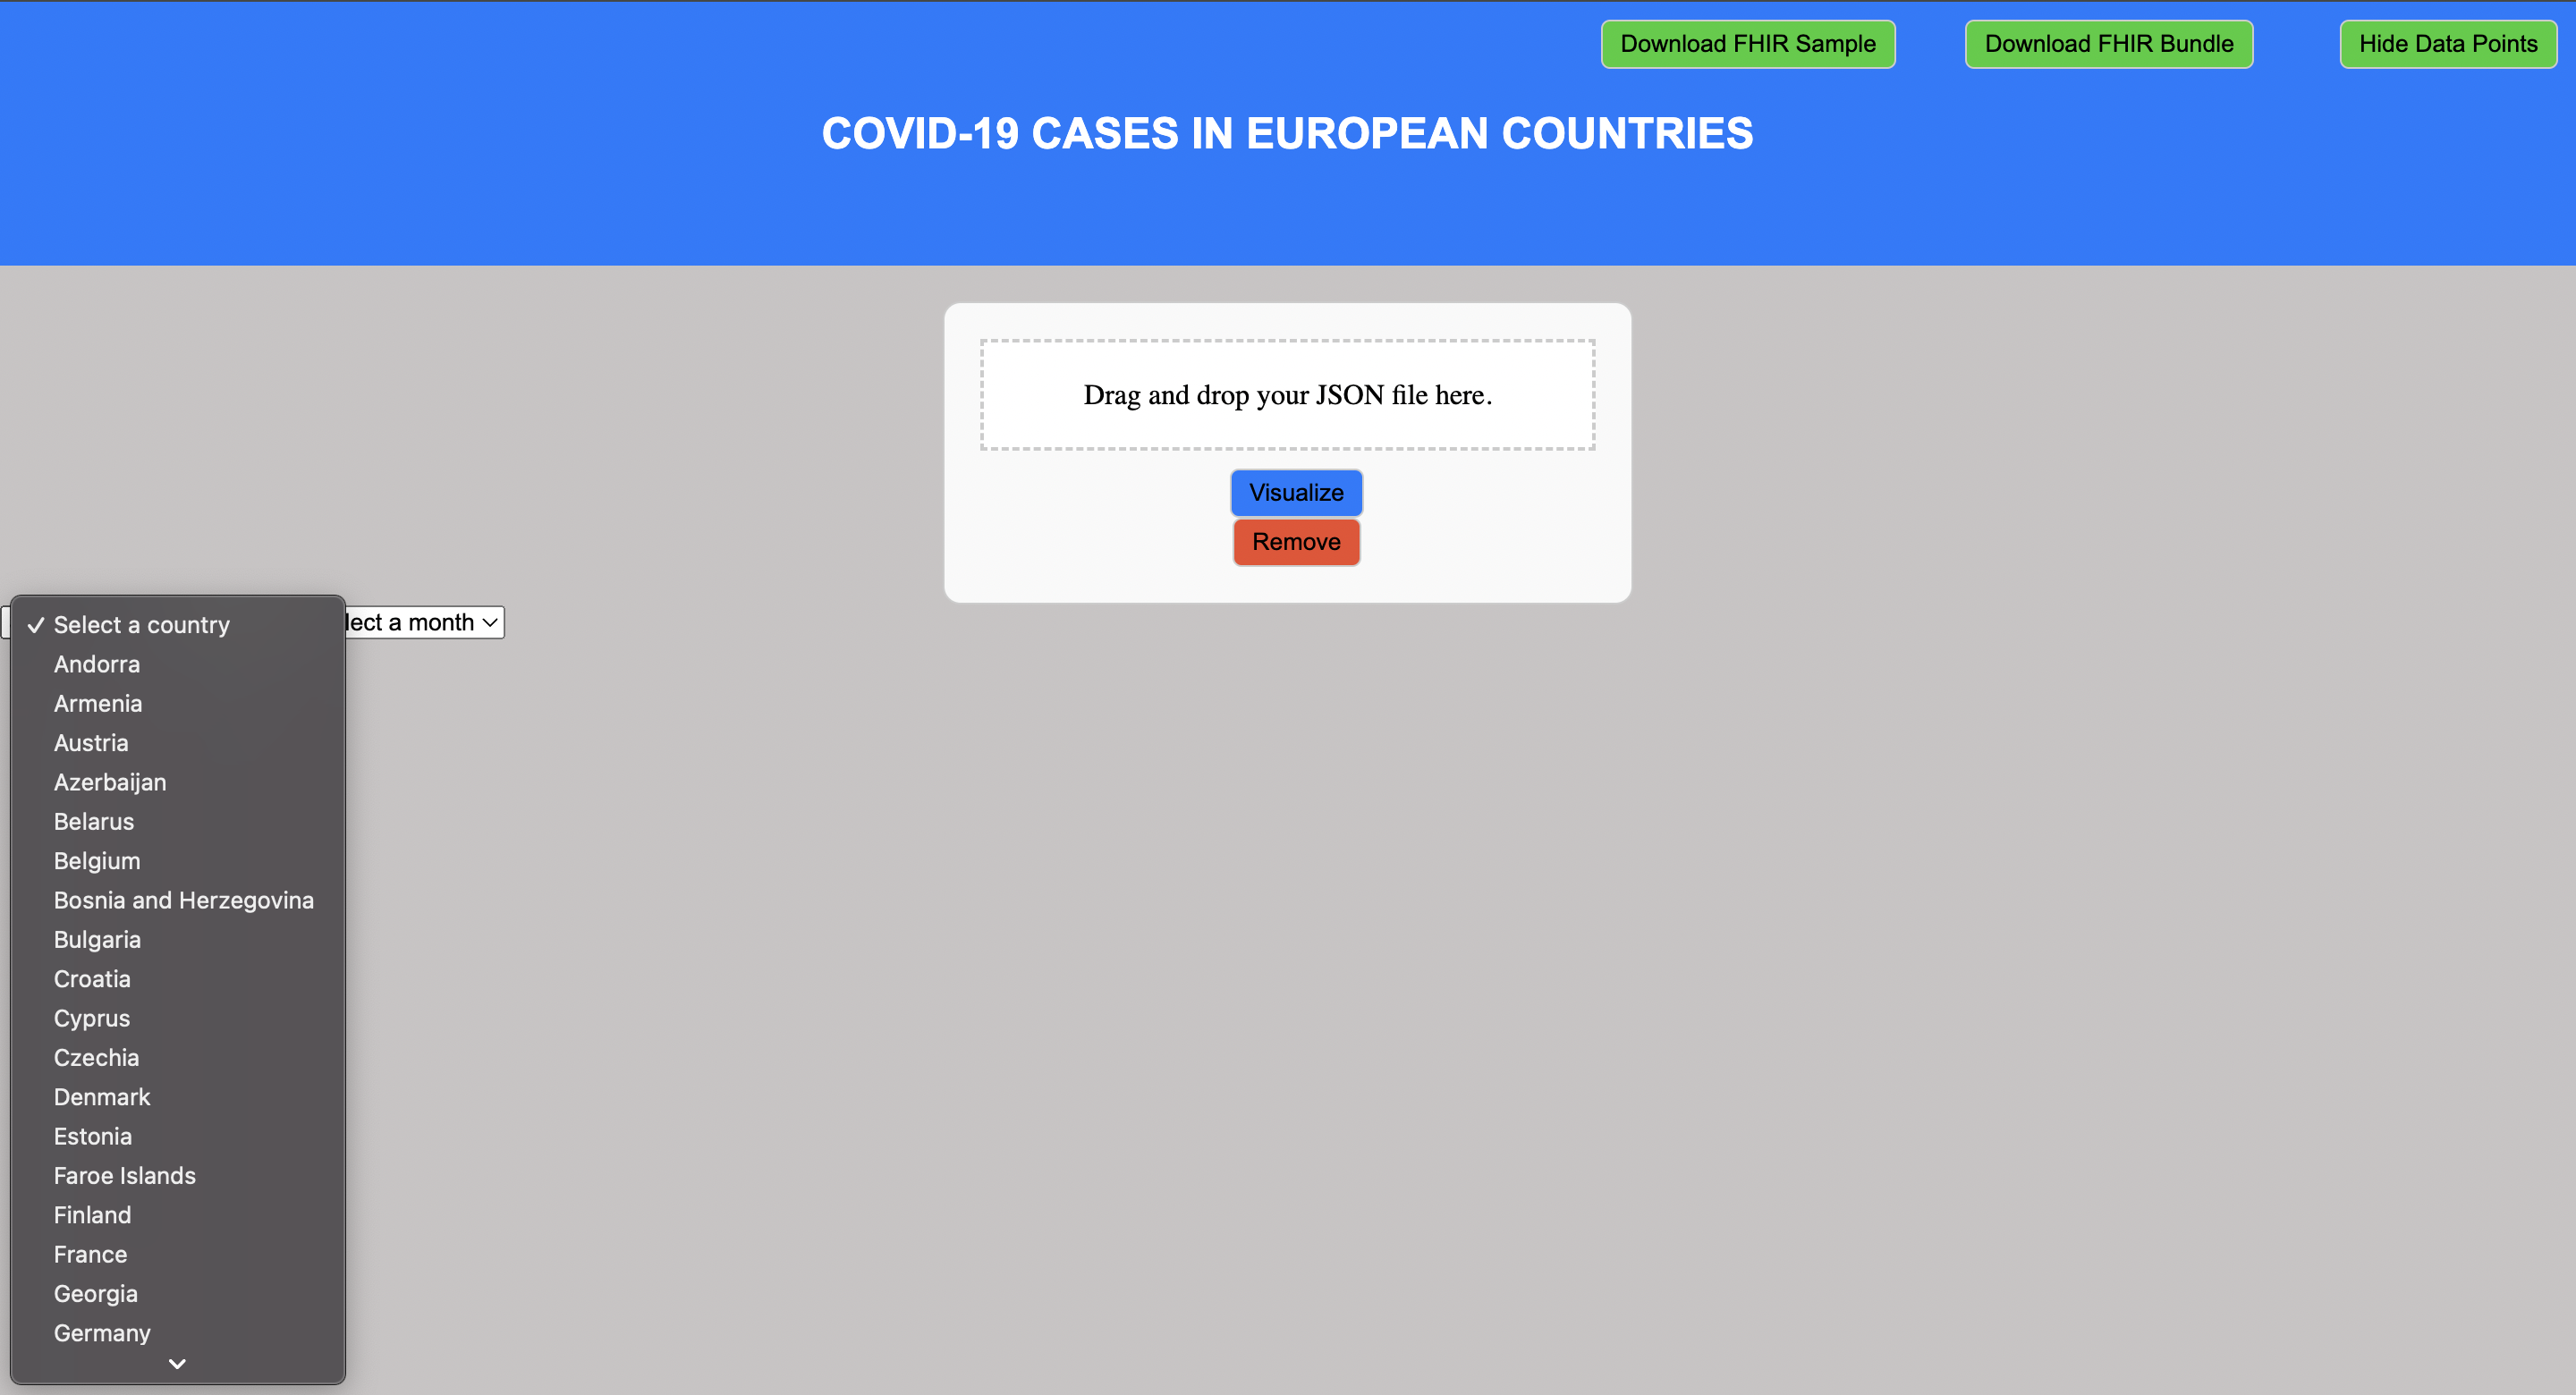 Download FHIR Sample
Download FHIR Bundle
Hide Data Points
COVID-19 CASES IN EUROPEAN COUNTRIES
Drag and drop your JSON file here.
Visualize
Remove
Select a country
lect a month
Andorra
Armenia
Austria
Azerbaijan
Belarus
Belgium
Bosnia and Herzegovina
Bulgaria
Croatia
Cyprus
Czechia
Denmark
Estonia
Faroe Islands
Finland
France
Georgia
Germany